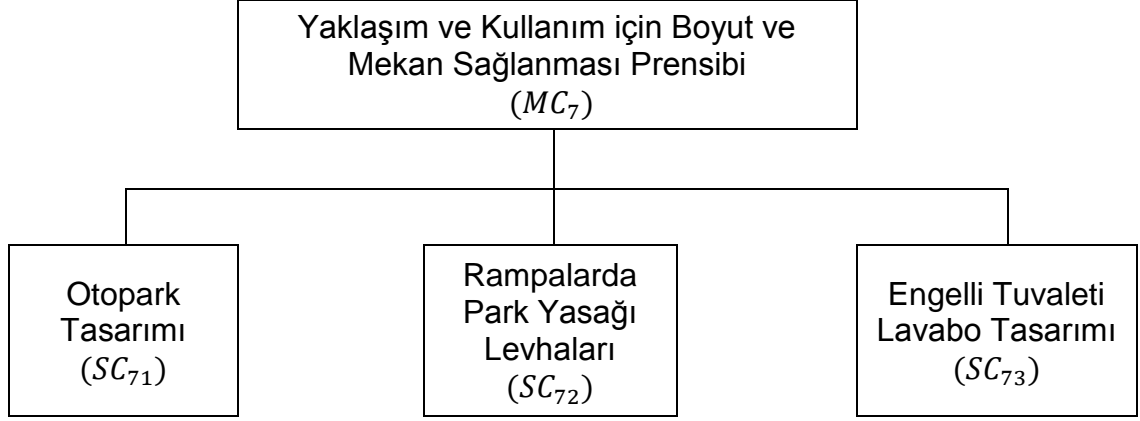 Yaklaşım ve Kullanım için Boyut ve
Mekan Sağlanması Prensibi
(𝑀𝐶₇)
Otopark
Tasarımı
(𝑆𝐶₇₁)
Rampalarda
Park Yasağı
Levhaları
(𝑆𝐶₇₂)
Engelli Tuvaleti
Lavabo Tasarımı
(𝑆𝐶₇₃)